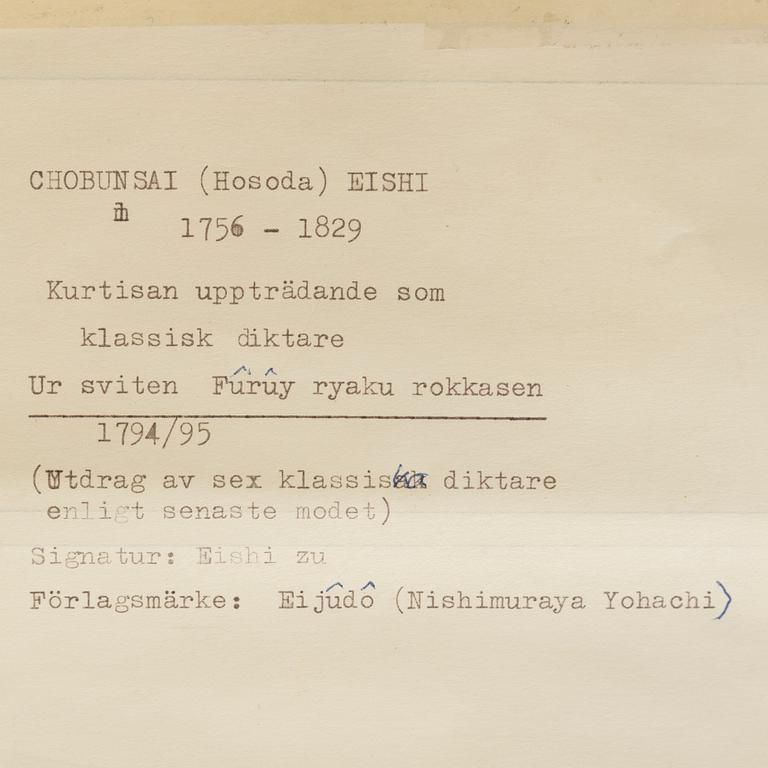 CHOBUNSAI (Hosoda) EISHI
1756 - 1829
Kurtisan uppträdande som
klassisk diktare
Ur sviten Fûrûy ryaku rokkasen
1794/95
(Utdrag av sex klassiska diktare
enligt senaste modet)
Signatur: Eishi zu
Förlagsmärke: Eijûdô (Nishimuraya Yohachi)